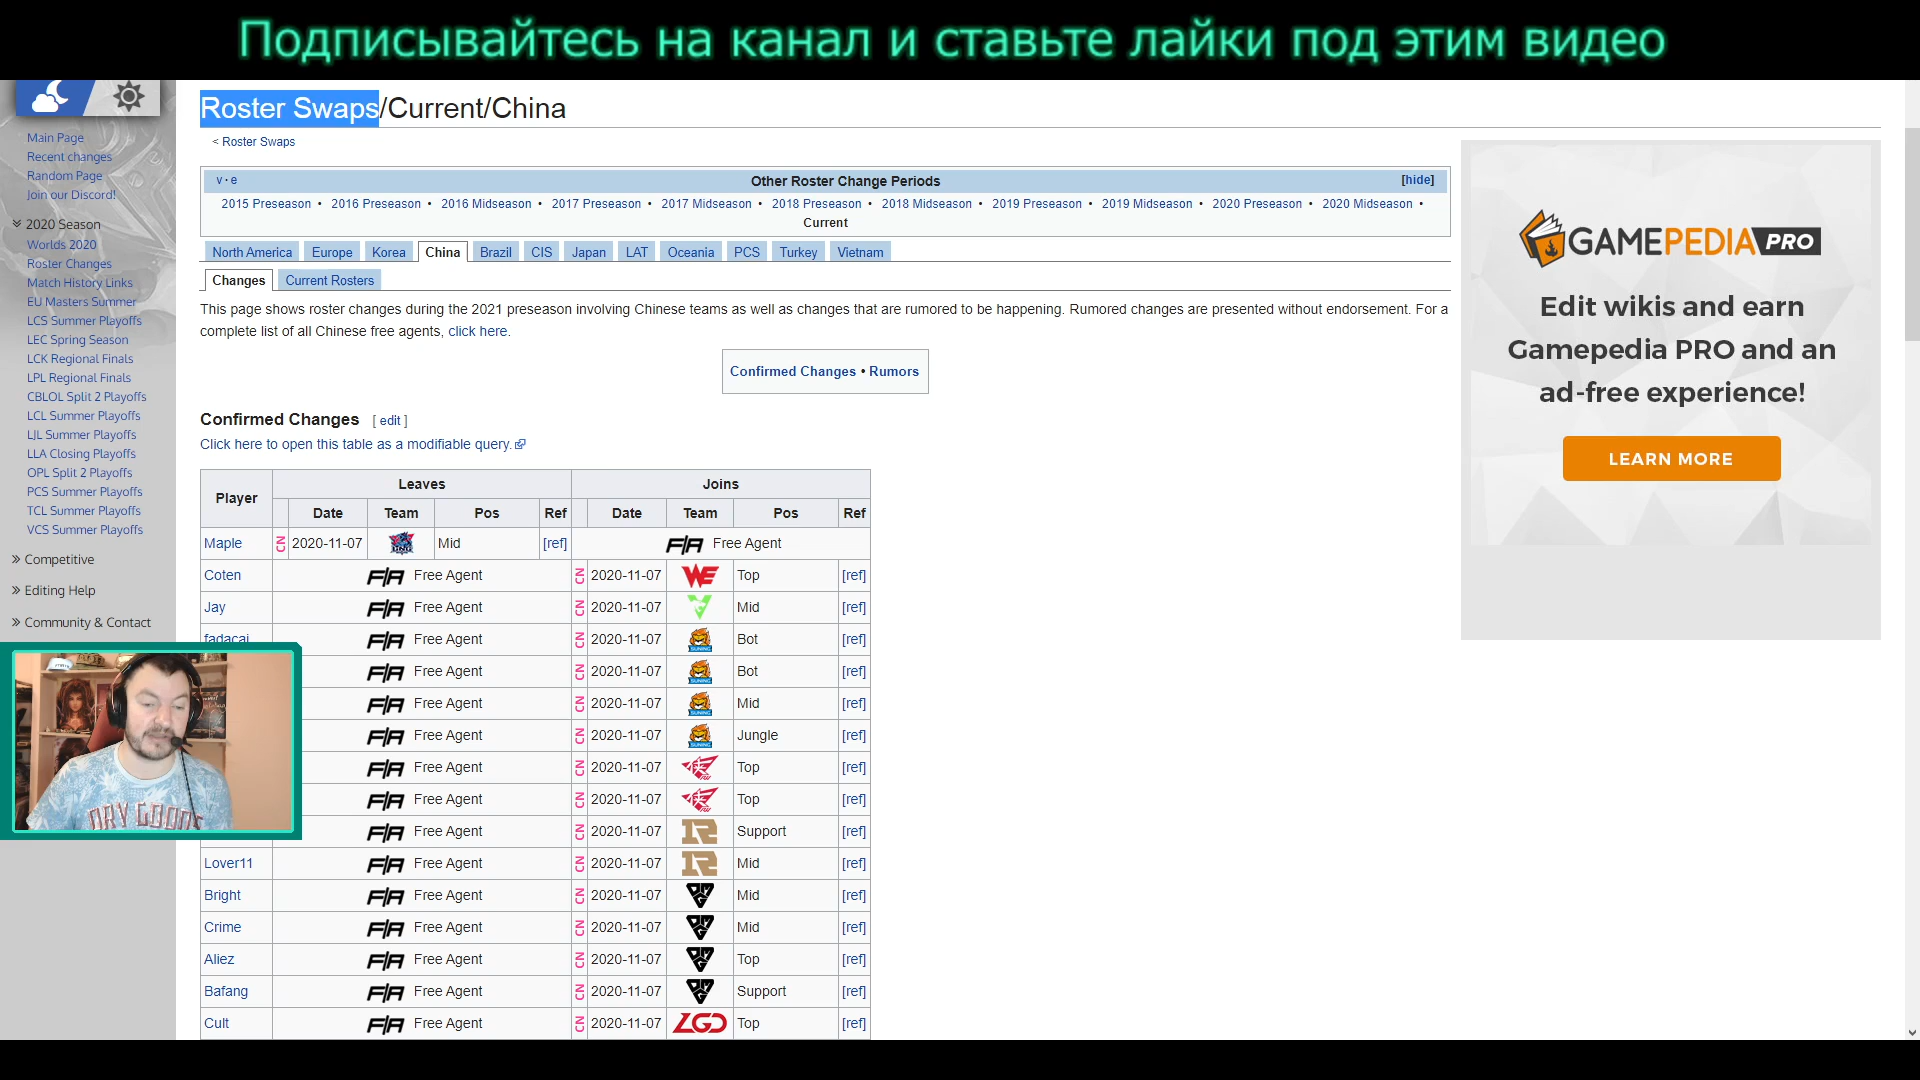 Подписывайтесь на канал и ставьте лайки под этим видео
Roster Swaps/Current/China
< Roster Swaps
Main Page
Recent changes
Random Page
Join our Discord!
2020 Season
Worlds 2020
Roster Changes
Match History Links
EU Masters Summer
LCS Summer Playoffs
LEC Spring Season
LCK Regional Finals
LPL Regional Finals
CBLOL Split 2 Playoffs
LCL Summer Playoffs
LJL Summer Playoffs
LLA Closing Playoffs
OPL Split 2 Playoffs
PCS Summer Playoffs
TCL Summer Playoffs
VCS Summer Playoffs
Competitive
Editing Help
Community & Contact
v · e Other Roster Change Periods [hide]
2015 Preseason • 2016 Preseason • 2016 Midseason • 2017 Preseason • 2017 Midseason • 2018 Preseason • 2018 Midseason • 2019 Preseason • 2019 Midseason • 2020 Preseason • 2020 Midseason •
Current
North America Europe Korea China Brazil CIS Japan LAT Oceania PCS Turkey Vietnam
Changes Current Rosters
This page shows roster changes during the 2021 preseason involving Chinese teams as well as changes that are rumored to be happening. Rumored changes are presented without endorsement. For a
complete list of all Chinese free agents, click here.
Confirmed Changes • Rumors
Confirmed Changes [ edit ]
Click here to open this table as a modifiable query.
Player Leaves Joins
Date Team Pos Ref Date Team Pos Ref
Maple CN 2020-11-07 Mid [ref] F/A Free Agent
Coten F/A Free Agent CN 2020-11-07 WE Top [ref]
Jay F/A Free Agent CN 2020-11-07 V Mid [ref]
fadacai F/A Free Agent CN 2020-11-07 SUNING Bot [ref]
F/A Free Agent CN 2020-11-07 SUNING Bot [ref]
F/A Free Agent CN 2020-11-07 SUNING Mid [ref]
F/A Free Agent CN 2020-11-07 SUNING Jungle [ref]
F/A Free Agent CN 2020-11-07 Top [ref]
F/A Free Agent CN 2020-11-07 Top [ref]
F/A Free Agent CN 2020-11-07 R Support [ref]
Lover11 F/A Free Agent CN 2020-11-07 R Mid [ref]
Bright F/A Free Agent CN 2020-11-07 Mid [ref]
Crime F/A Free Agent CN 2020-11-07 Mid [ref]
Aliez F/A Free Agent CN 2020-11-07 Top [ref]
Bafang F/A Free Agent CN 2020-11-07 Support [ref]
Cult F/A Free Agent CN 2020-11-07 LGD Top [ref]
GAMEPEDIA PRO
Edit wikis and earn
Gamepedia PRO and an
ad-free experience!
LEARN MORE
DRY GOODS